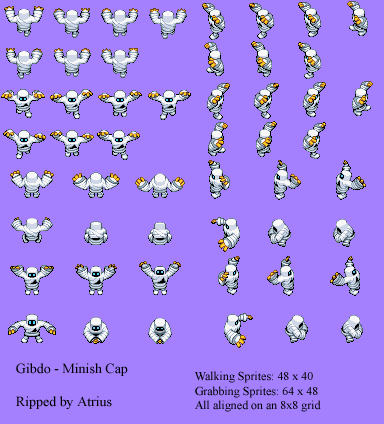 Gibdo - Minish Cap
Ripped by Atrius
Walking Sprites: 48 x 40
Grabbing Sprites: 64 x 48
All aligned on an 8x8 grid